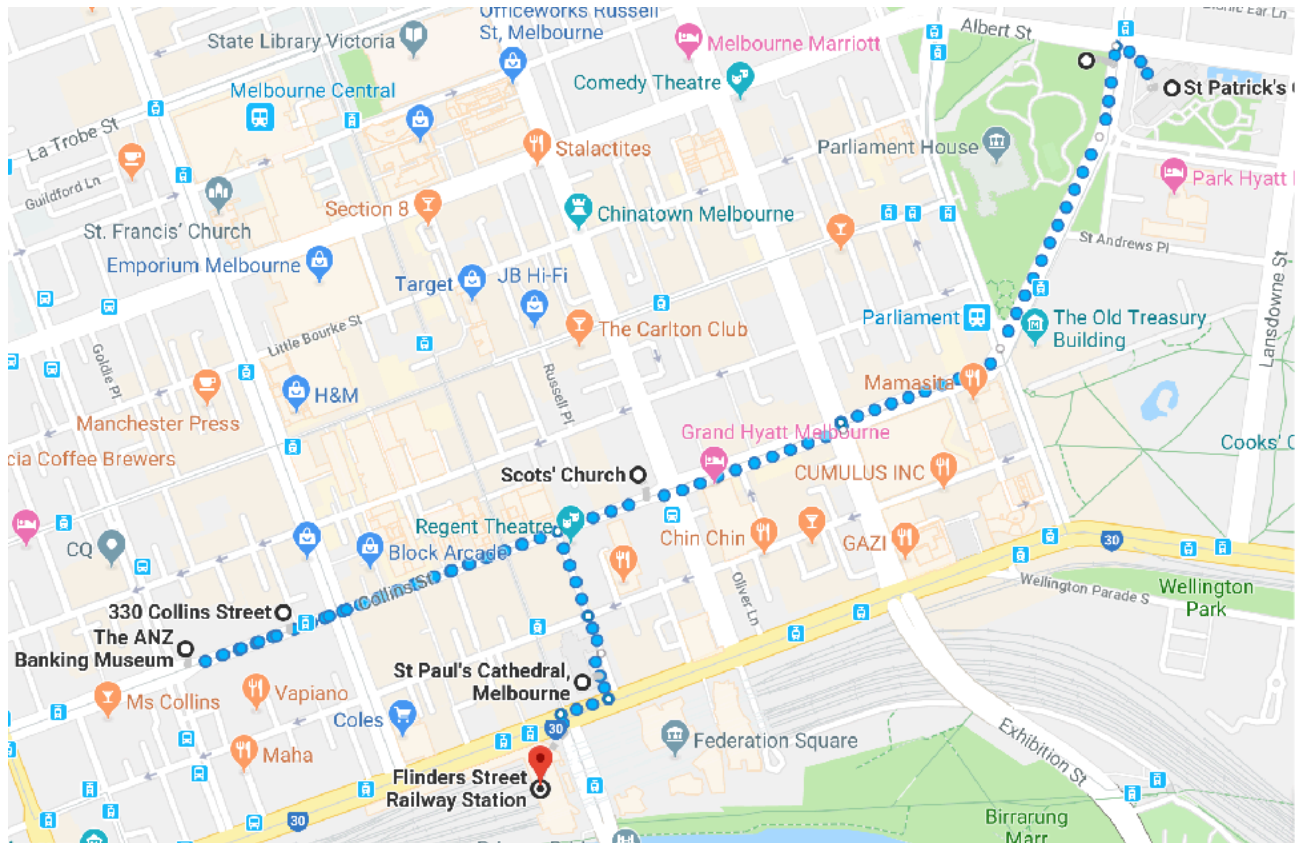 Officeworks Russell
St, Melbourne
State Library Victoria
Melbourne Marriott
Albert St
Melbourne Central
Comedy Theatre
St Patrick's
La Trobe St
Stalactites
Parliament House
Guildford Ln
Park Hyatt
Section 8
Chinatown Melbourne
St. Francis' Church
St Andrews Pl
Emporium Melbourne
Target
JB Hi-Fi
Lansdowne St
Little Bourke St
The Carlton Club
Parliament
The Old Treasury
Building
Goldie Pl
Russell Pl
H&M
Mamasita
Manchester Press
Grand Hyatt Melbourne
Cooks'
cia Coffee Brewers
Scots' Church
CUMULUS INC
Regent Theatre
CQ
Block Arcade
Chin Chin
GAZI
30
Collins St
Oliver Ln
Wellington Parade S
Wellington
Park
330 Collins Street
The ANZ
Banking Museum
St Paul's Cathedral,
Melbourne
Ms Collins
Vapiano
Coles
30
Federation Square
Maha
Exhibition St
Flinders Street
Railway Station
30
Birrarung
Marr